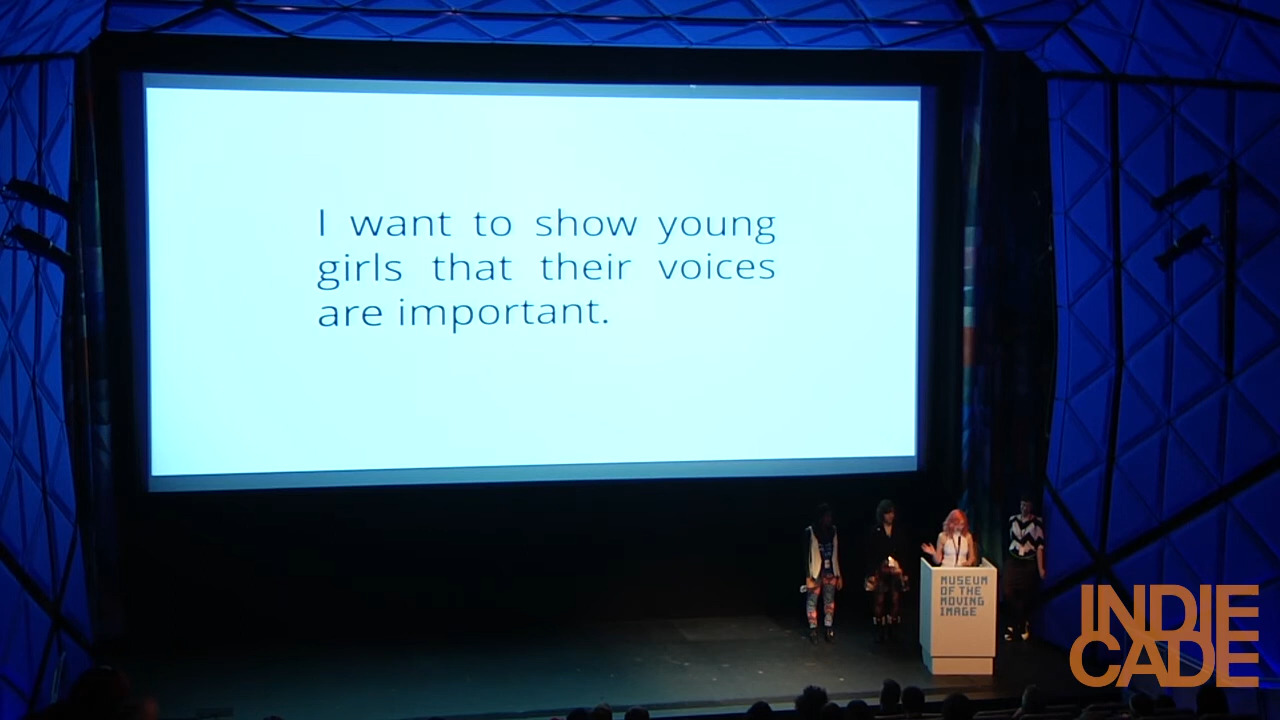 I want to show young
girls that their voices
are important.
MUSEUM
OF THE
MOVING
IMAGE
INDIE
CADE